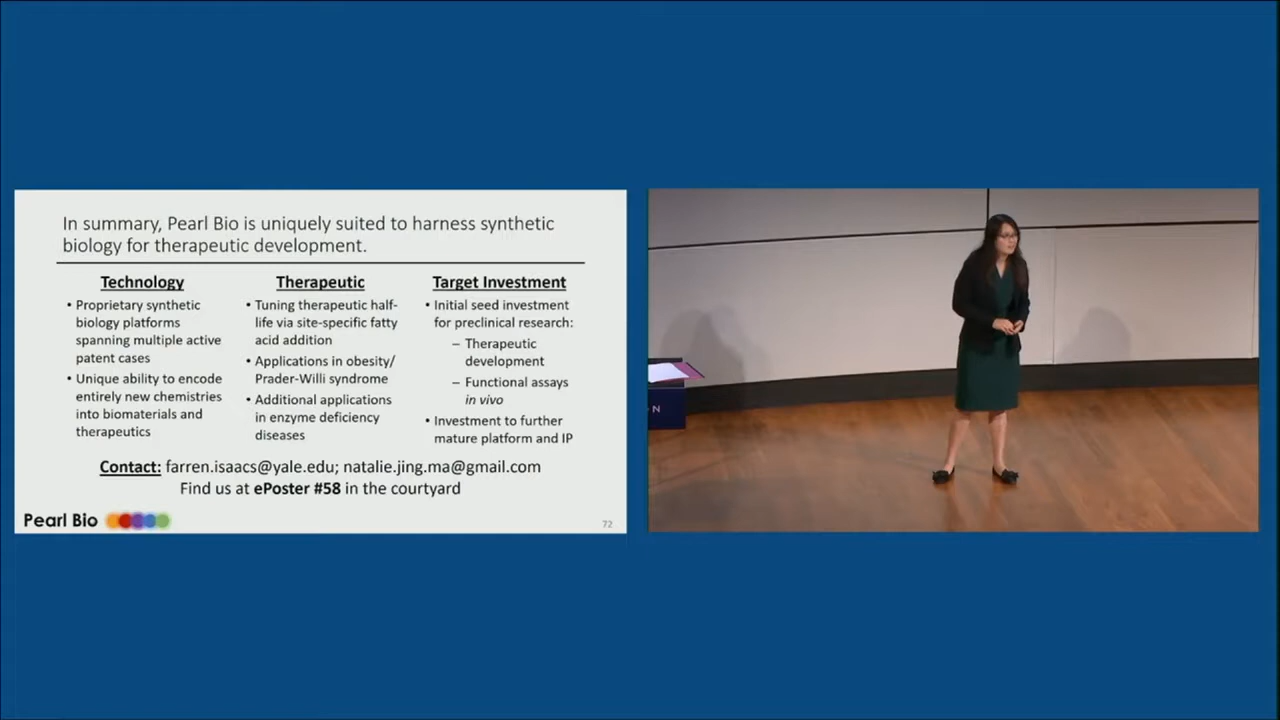 In summary, Pearl Bio is uniquely suited to harness synthetic
biology for therapeutic development.
Technology
• Proprietary synthetic
biology platforms
spanning multiple active
patent cases
• Unique ability to encode
entirely new chemistries
into biomaterials and
therapeutics
Therapeutic
• Tuning therapeutic half-
life via site-specific fatty
acid addition
• Applications in obesity/
Prader-Willi syndrome
• Additional applications
in enzyme deficiency
diseases
Target Investment
• Initial seed investment
for preclinical research:
– Therapeutic
development
– Functional assays
in vivo
• Investment to further
mature platform and IP
Contact: farren.isaacs@yale.edu; natalie.jing.ma@gmail.com
Find us at ePoster #58 in the courtyard
Pearl Bio
72
N